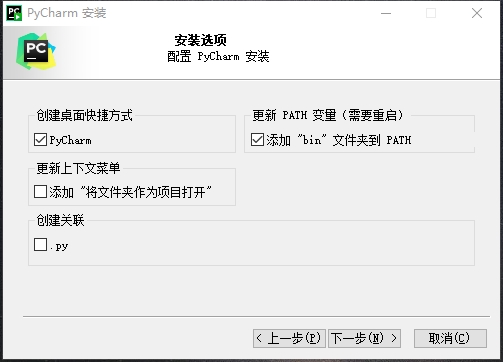 PyCharm 安装
PC
安装选项
配置 PyCharm 安装
创建桌面快捷方式
PyCharm
更新 PATH 变量(需要重启)
添加 "bin" 文件夹到 PATH
更新上下文菜单
添加 "将文件夹作为项目打开"
创建关联
.py
< 上一步(P)
下一步(N) >
取消(C)